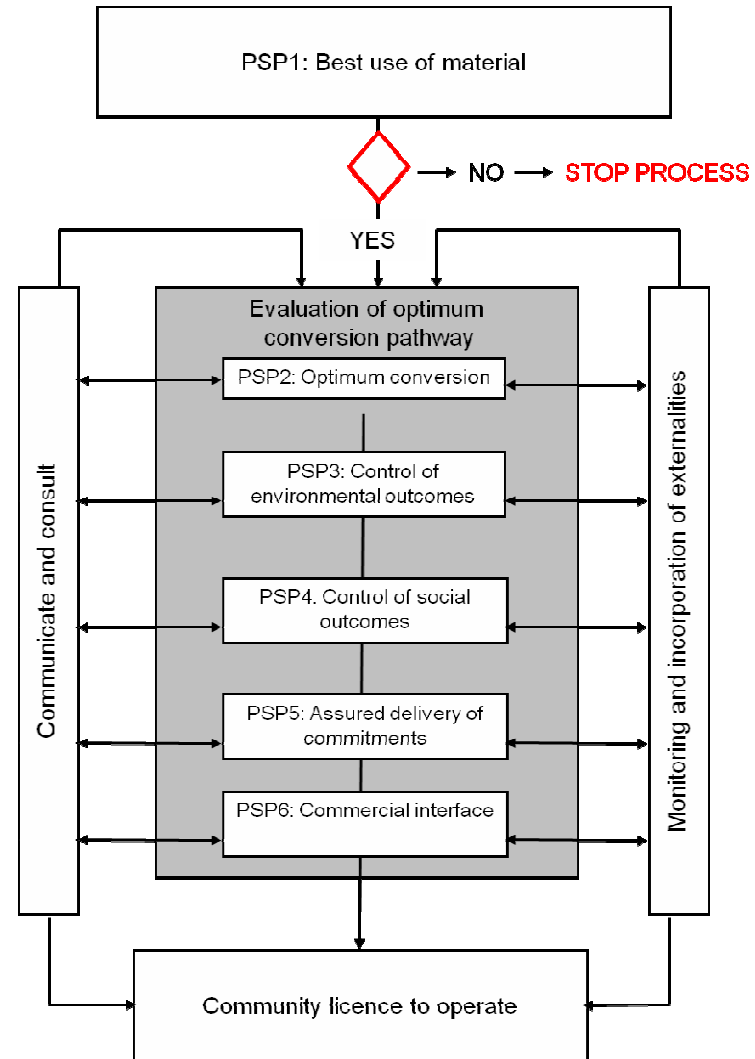 PSP1: Best use of material
NO
STOP PROCESS
YES
Evaluation of optimum
conversion pathway
PSP2: Optimum conversion
PSP3: Control of
environmental outcomes
PSP4. Control of social
outcomes
PSP5: Assured delivery of
commitments
PSP6: Commercial interface
Communicate and consult
Monitoring and incorporation of externalities
Community licence to operate